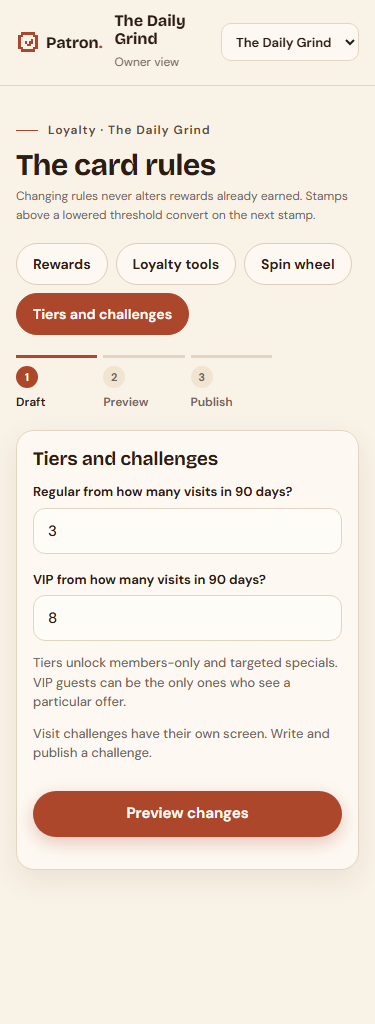 Patron.
The Daily
Grind
Owner view
The Daily Grind
Loyalty · The Daily Grind
The card rules
Changing rules never alters rewards already earned. Stamps
above a lowered threshold convert on the next stamp.
Rewards
Loyalty tools
Spin wheel
Tiers and challenges
1
2
3
Draft
Preview
Publish
Tiers and challenges
Regular from how many visits in 90 days?
3
VIP from how many visits in 90 days?
8
Tiers unlock members-only and targeted specials.
VIP guests can be the only ones who see a
particular offer.
Visit challenges have their own screen. Write and
publish a challenge.
Preview changes